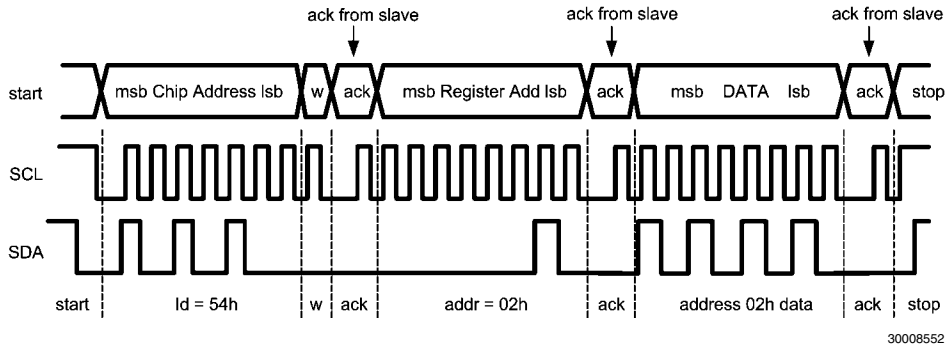 ack from slave ack from slave ack from slave
start msb Chip Address lsb w ack msb Register Add lsb ack msb DATA lsb ack stop
SCL
SDA
start Id = 54h w ack addr = 02h ack address 02h data ack stop
30008552